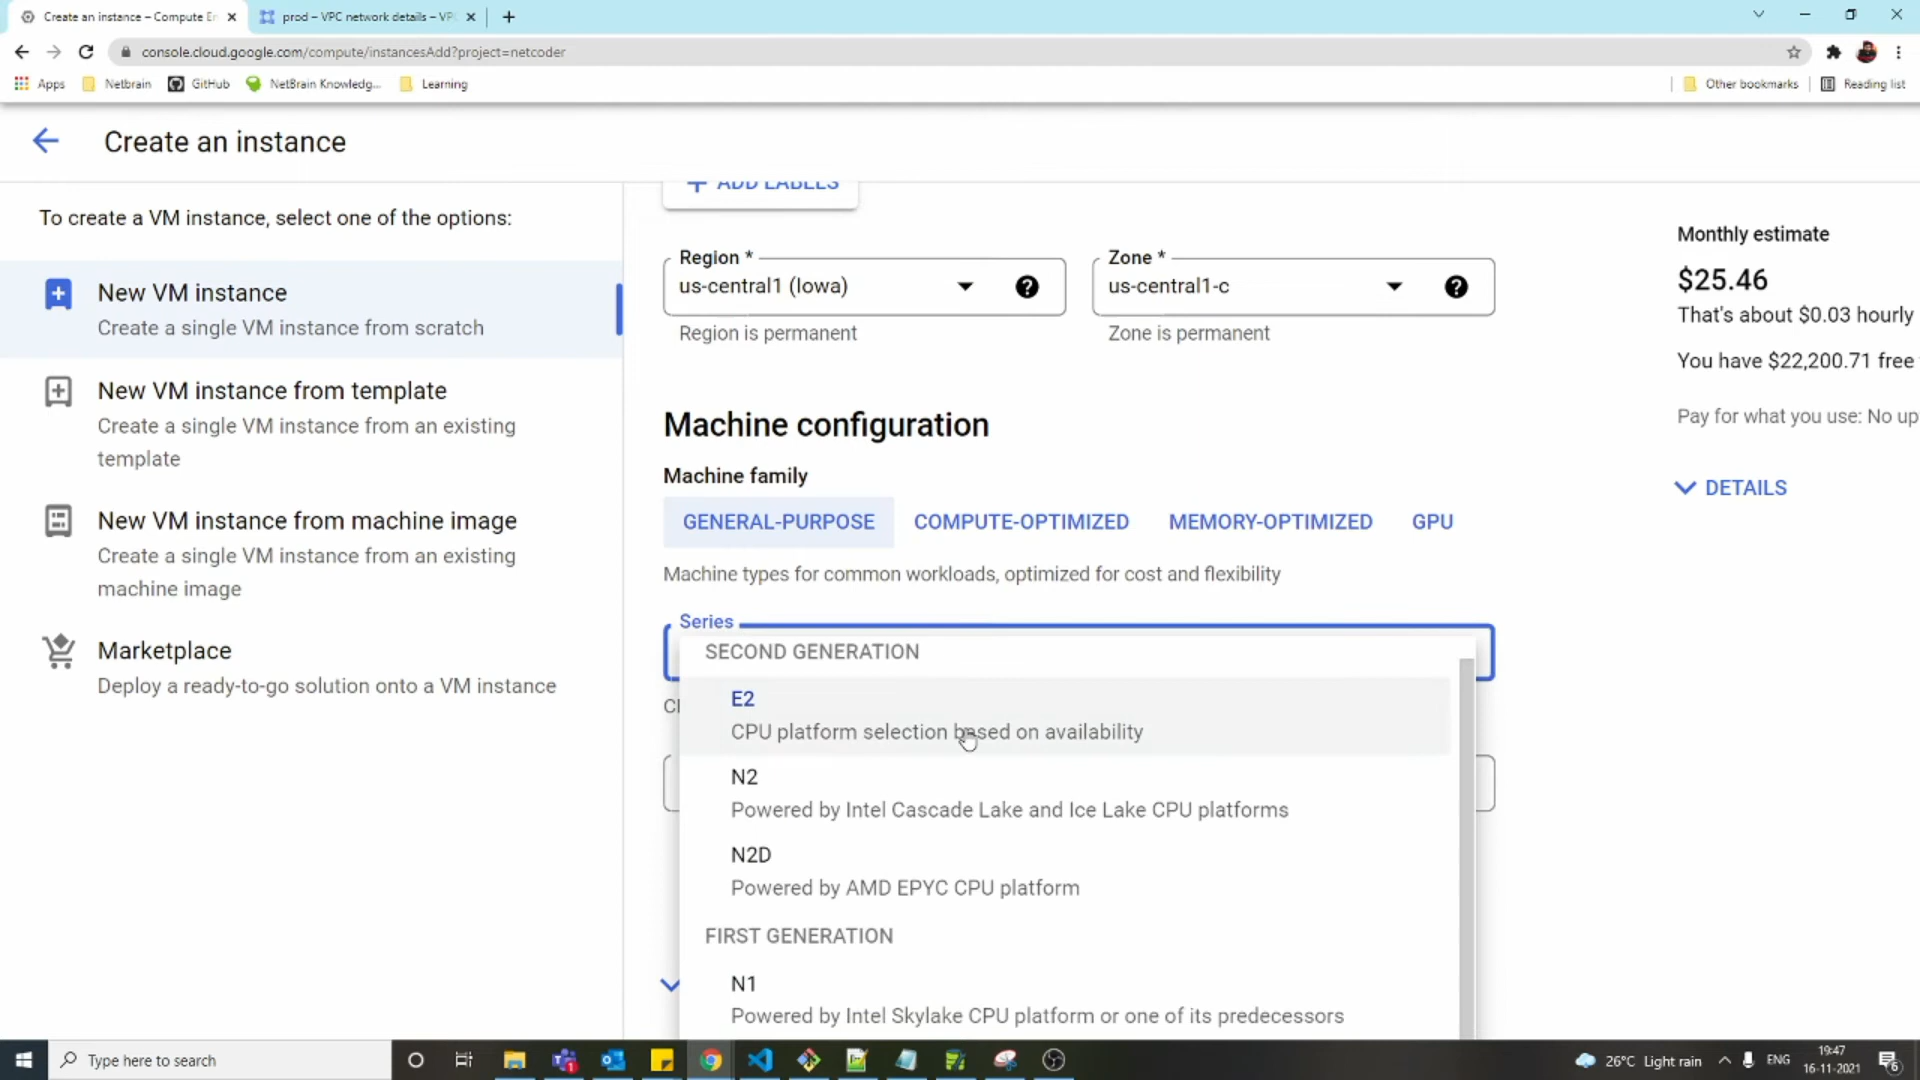 Create an instance – Compute En
prod – VPC network details – VPC
console.cloud.google.com/compute/instancesAdd?project=netcoder
Apps
Netbrain
GitHub
NetBrain Knowledg...
Learning
Other bookmarks
Reading list
Create an instance
To create a VM instance, select one of the options:
New VM instance
Create a single VM instance from scratch
New VM instance from template
Create a single VM instance from an existing
template
New VM instance from machine image
Create a single VM instance from an existing
machine image
Marketplace
Deploy a ready-to-go solution onto a VM instance
ADD LABELS
Region *
us-central1 (Iowa)
Region is permanent
Zone *
us-central1-c
Zone is permanent
Machine configuration
Machine family
GENERAL-PURPOSE
COMPUTE-OPTIMIZED
MEMORY-OPTIMIZED
GPU
Machine types for common workloads, optimized for cost and flexibility
Series
SECOND GENERATION
E2
CPU platform selection based on availability
N2
Powered by Intel Cascade Lake and Ice Lake CPU platforms
N2D
Powered by AMD EPYC CPU platform
FIRST GENERATION
N1
Powered by Intel Skylake CPU platform or one of its predecessors
Monthly estimate
$25.46
That's about $0.03 hourly
You have $22,200.71 free
Pay for what you use: No up
DETAILS
Type here to search
26°C Light rain
ENG
19:47
16-11-2021
6